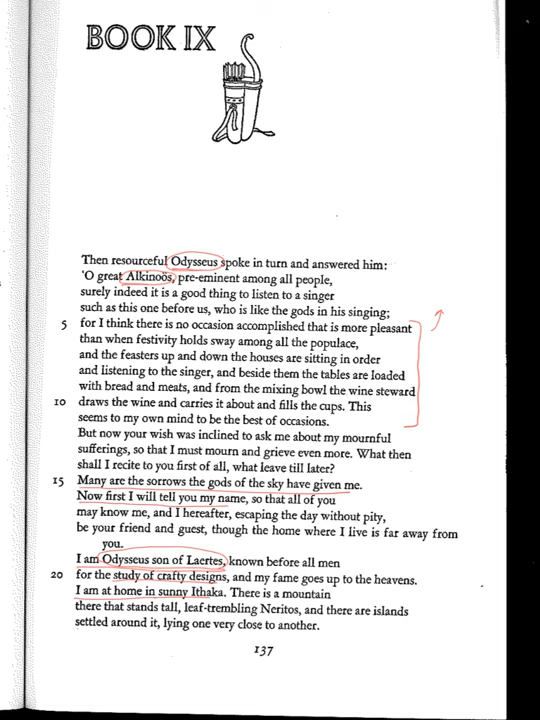 BOOK IX
Then resourceful Odysseus spoke in turn and answered him:
'O great Alkinoös, pre-eminent among all people,
surely indeed it is a good thing to listen to a singer
such as this one before us, who is like the gods in his singing;
5 for I think there is no occasion accomplished that is more pleasant
than when festivity holds sway among all the populace,
and the feasters up and down the houses are sitting in order
and listening to the singer, and beside them the tables are loaded
with bread and meats, and from the mixing bowl the wine steward
10 draws the wine and carries it about and fills the cups. This
seems to my own mind to be the best of occasions.
But now your wish was inclined to ask me about my mournful
sufferings, so that I must mourn and grieve even more. What then
shall I recite to you first of all, what leave till later?
15 Many are the sorrows the gods of the sky have given me.
Now first I will tell you my name, so that all of you
may know me, and I hereafter, escaping the day without pity,
be your friend and guest, though the home where I live is far away from
you.
I am Odysseus son of Laertes, known before all men
20 for the study of crafty designs, and my fame goes up to the heavens.
I am at home in sunny Ithaka. There is a mountain
there that stands tall, leaf-trembling Neritos, and there are islands
settled around it, lying one very close to another.
137